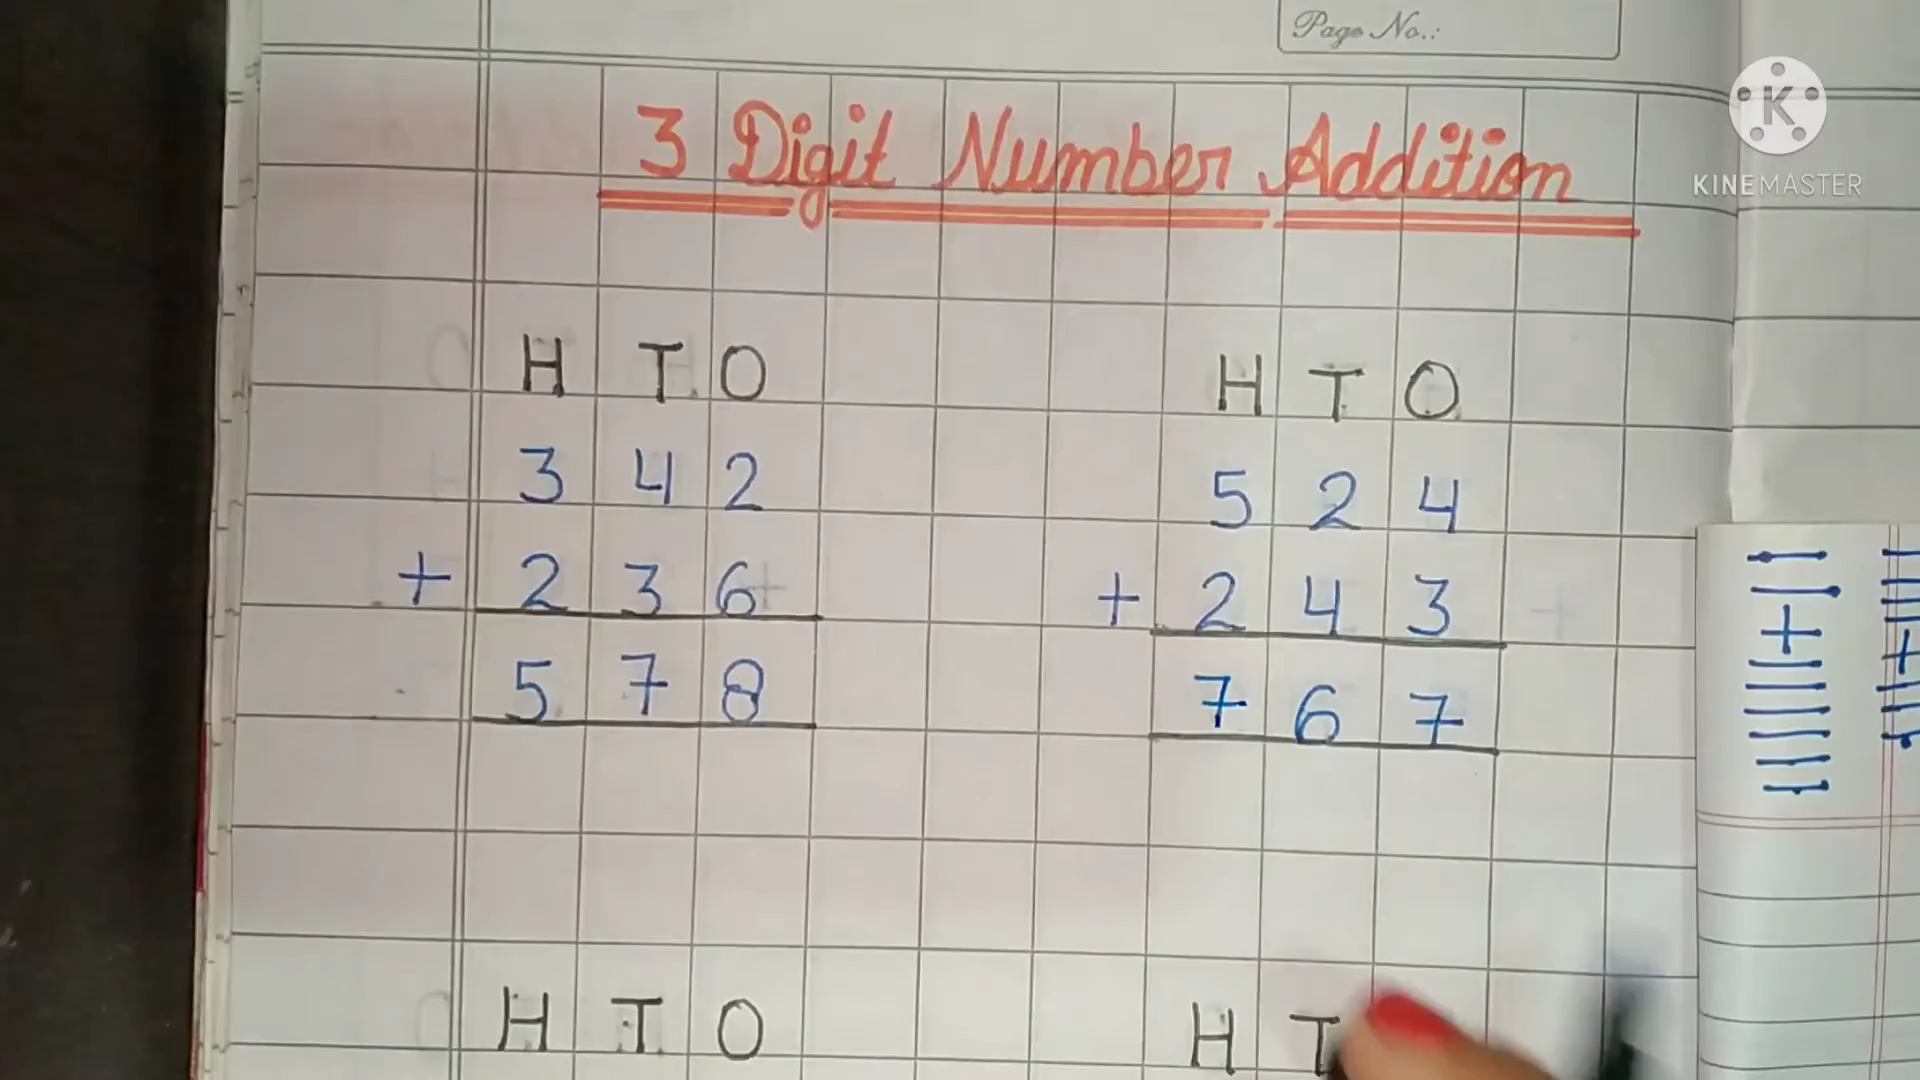 Page No.:
KINEMASTER
3 Digit Number Addition
H T O
3 4 2
+ 2 3 6
5 7 8
H T O
5 2 4
+ 2 4 3
7 6 7
H T O
H T